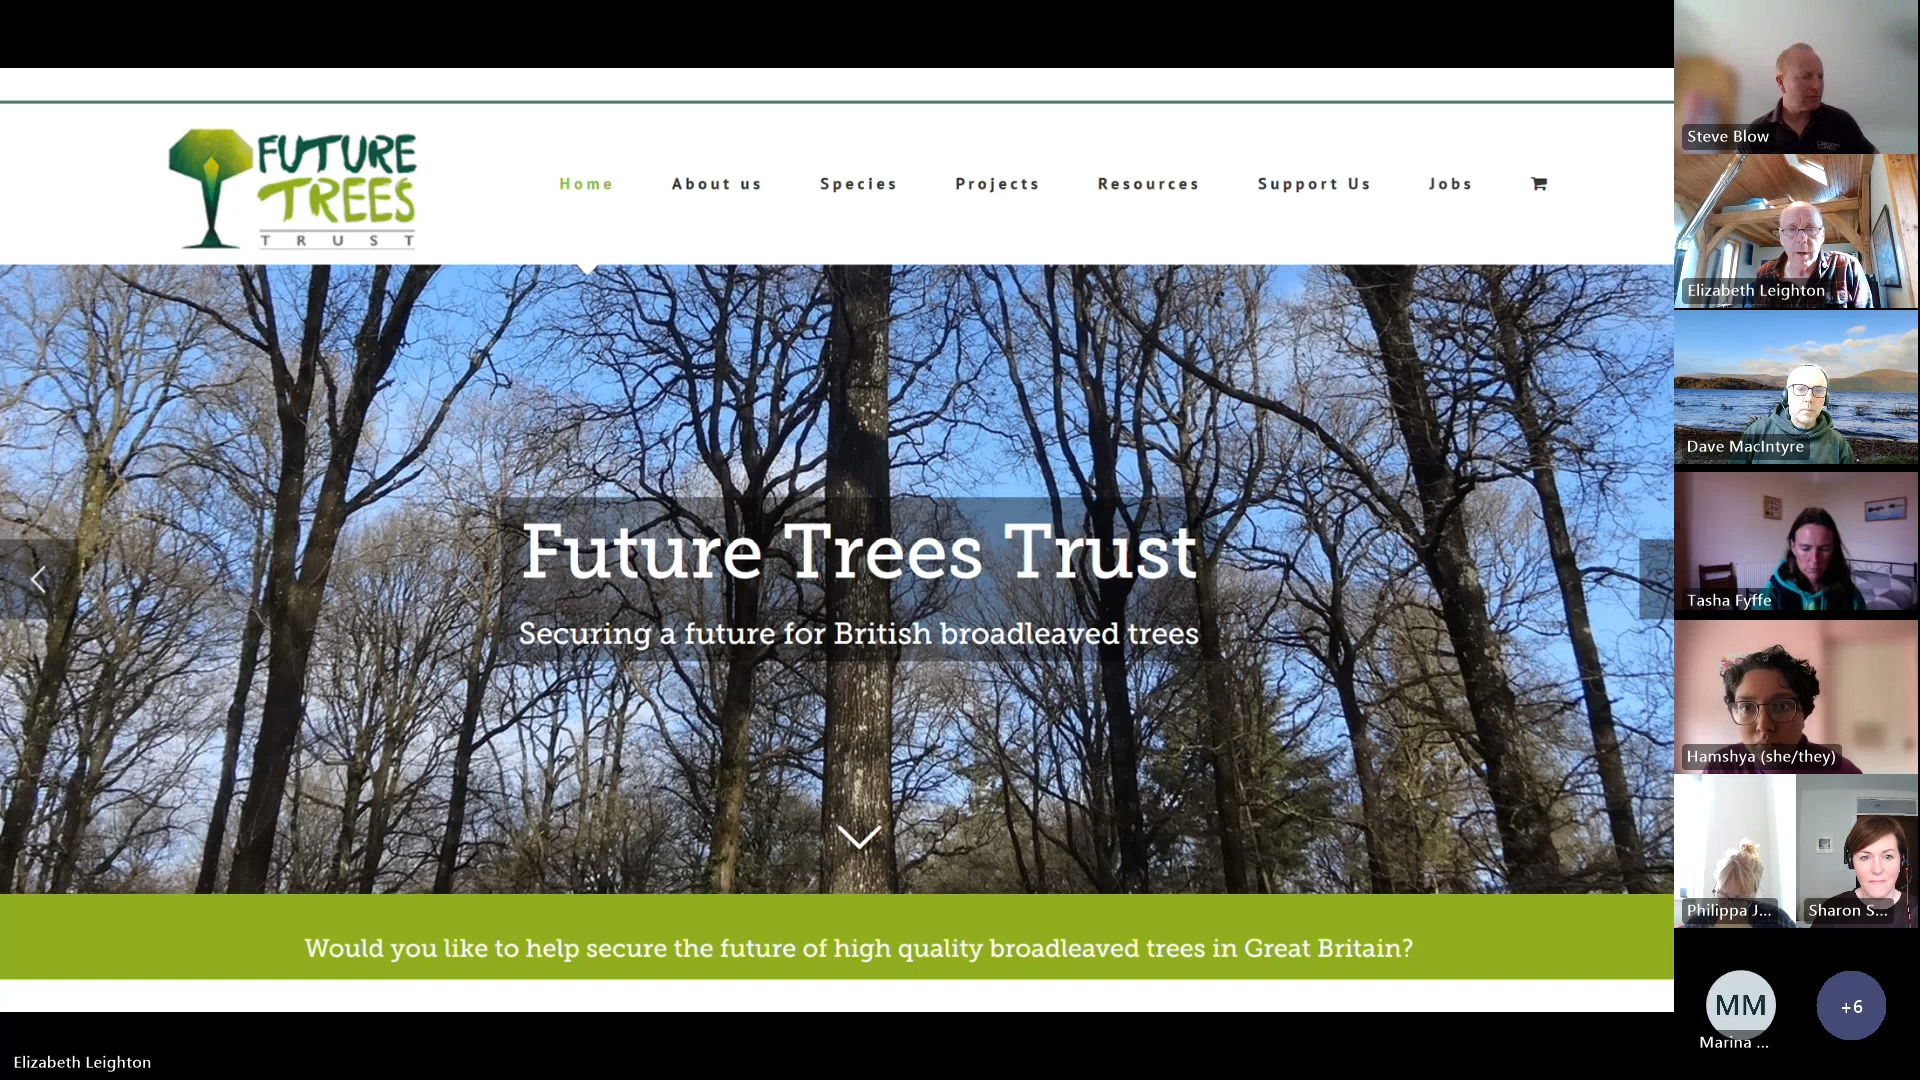 FUTURE
TREES
TRUST
Home
About us
Species
Projects
Resources
Support Us
Jobs
Future Trees Trust
Securing a future for British broadleaved trees
Would you like to help secure the future of high quality broadleaved trees in Great Britain?
Elizabeth Leighton
Steve Blow
Elizabeth Leighton
Dave MacIntyre
Tasha Fyffe
Hamshya (she/they)
Philippa J...
Sharon S...
MM
Marina ...
+6